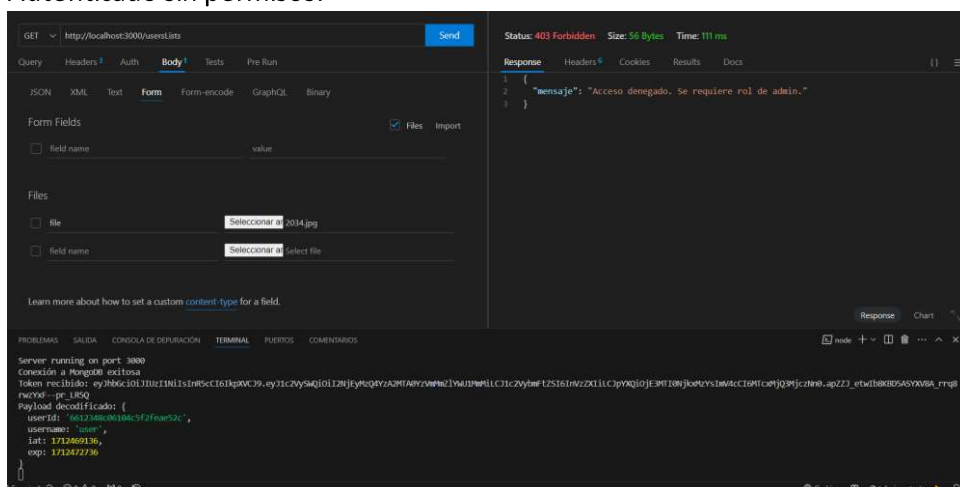 GET http://localhost:3000/usersLists Send
Query Headers 2 Auth Body 1 Tests Pre Run
JSON XML Text Form Form-encode GraphQL Binary
Form Fields Files Import
field name value
Files
file Seleccionar ar 2034.jpg
field name Seleccionar ar Select file
Learn more about how to set a custom content-type for a field.
Status: 403 Forbidden Size: 56 Bytes Time: 111 ms
Response Headers 6 Cookies Results Docs {}
1 {
2 "mensaje": "Acceso denegado. Se requiere rol de admin."
3 }
Response Chart
PROBLEMAS SALIDA CONSOLA DE DEPURACIÓN TERMINAL PUERTOS COMENTARIOS node
Server running on port 3000
Conexión a MongoDB exitosa
Token recibido:
Payload decodificado: {
userId: '6612348c06104c5f2feae52c',
username: 'user',
iat: 1712469136,
exp: 1712472736
}